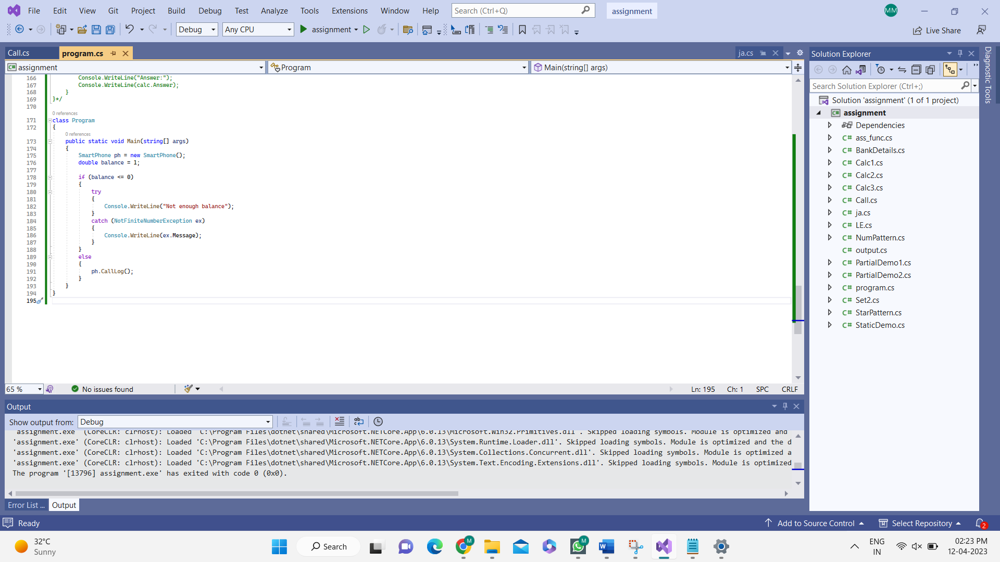 File Edit View Git Project Build Debug Test Analyze Tools Extensions Window Help Search (Ctrl+Q) assignment MM
Debug Any CPU assignment Live Share
Call.cs program.cs ja.cs
assignment Program Main(string[] args)
166 Console.WriteLine("Answer:");
167 Console.WriteLine(calc.Answer);
168 }
169 }*/
170
0 references
171 class Program
172 {
0 references
173 public static void Main(string[] args)
174 {
175 SmartPhone ph = new SmartPhone();
176 double balance = 1;
177
178 if (balance <= 0)
179 {
180 try
181 {
182 Console.WriteLine("Not enough balance");
183 }
184 catch (NotFiniteNumberException ex)
185 {
186 Console.WriteLine(ex.Message);
187 }
188 }
189 else
190 {
191 ph.CallLog();
192 }
193 }
194 }
195
65 % No issues found Ln: 195 Ch: 1 SPC CRLF
Output
Show output from: Debug
'assignment.exe' (CoreCLR: clrhost): Loaded 'C:\Program Files\dotnet\shared\Microsoft.NETCore.App\6.0.13\Microsoft.Win32.Primitives.dll'. Skipped loading symbols. Module is optimized and
'assignment.exe' (CoreCLR: clrhost): Loaded 'C:\Program Files\dotnet\shared\Microsoft.NETCore.App\6.0.13\System.Runtime.Loader.dll'. Skipped loading symbols. Module is optimized and the d
'assignment.exe' (CoreCLR: clrhost): Loaded 'C:\Program Files\dotnet\shared\Microsoft.NETCore.App\6.0.13\System.Collections.Concurrent.dll'. Skipped loading symbols. Module is optimized a
'assignment.exe' (CoreCLR: clrhost): Loaded 'C:\Program Files\dotnet\shared\Microsoft.NETCore.App\6.0.13\System.Text.Encoding.Extensions.dll'. Skipped loading symbols. Module is optimized
The program '[13796] assignment.exe' has exited with code 0 (0x0).
Error List ... Output
Solution Explorer
Search Solution Explorer (Ctrl+;)
Solution 'assignment' (1 of 1 project)
assignment
Dependencies
C# ass_func.cs
C# BankDetails.cs
C# Calc1.cs
C# Calc2.cs
C# Calc3.cs
C# Call.cs
C# ja.cs
C# LE.cs
C# NumPattern.cs
C# output.cs
C# PartialDemo1.cs
C# PartialDemo2.cs
C# program.cs
C# Set2.cs
C# StarPattern.cs
C# StaticDemo.cs
Diagnostic Tools
Ready Add to Source Control Select Repository 2
32°C
Sunny
Search
M
M
ENG
IN
02:23 PM
12-04-2023